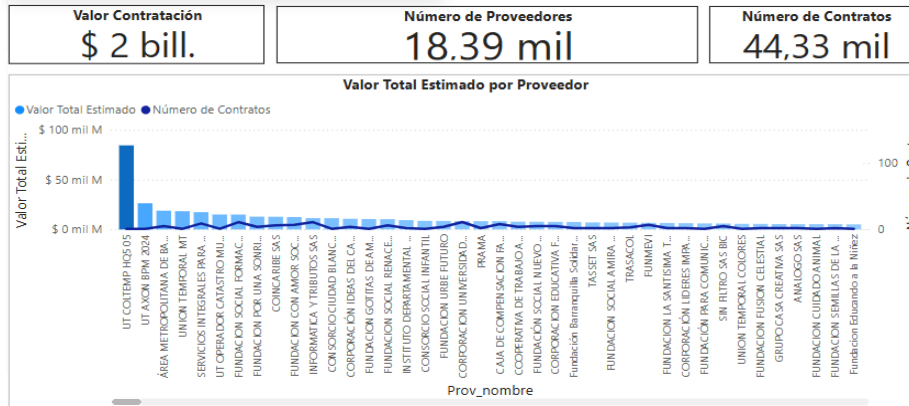 Valor Contratación
$ 2 bill.
Número de Proveedores
18,39 mil
Número de Contratos
44,33 mil
Valor Total Estimado por Proveedor
Valor Total Estimado
Número de Contratos
Valor Total Esti...
$ 100 mil M
$ 50 mil M
$ 0 mil M
100
0
UT COLTEMP HQS 05
UT AXON BPM 2024
ÁREA METROPOLITANA DE BA...
UNION TEMPORAL MT
SERVICIOS INTEGRALES PARA ...
UT OPERADOR CATASTRO MU...
FUNDACION SOCIAL FORMAC...
FUNDACION POR UNA SONRI...
COINCARIBE SAS
FUNDACION CON AMOR SOC...
INFORMATICA Y TRIBUTOS SAS
CONSORCIO CIUDAD BLANC...
CORPORACIÓN IDEAS DEL CA...
FUNDACION GOTITAS DE AM...
FUNDACION SOCIAL RENACE...
INSTITUTO DEPARTAMENTAL ...
CONSORCIO SOCIAL INFANTIL
FUNDACION URBE FUTURO
CORPORACION UNIVERSIDAD...
PRAMA
CAJA DE COMPENSACION FA...
COOPERATIVA DE TRABAJO A...
FUNDACIÓN SOCIAL NUEVO ...
CORPORACION EDUCATIVA F...
Fundación Barranquilla Solidar...
TASSET SAS
FUNDACION SOCIAL AMIRA ...
TRASACOL
FUNMEVI
FUNDACION LA SANTISIMA T...
CORPORACIÓN LIDERES IMPA...
FUNDACIÓN PARA COMUNIC...
SIN FILTRO SAS BIC
UNION TEMPORAL COLORES
FUNDACION FUSION CELESTIAL
GRUPO CASA CREATIVA SAS
ANALOGO SAS
FUNDACION CUIDADO ANIMAL
FUNDACION SEMILLAS DE LA ...
Fundacion Educando a la Niñez
Prov_nombre